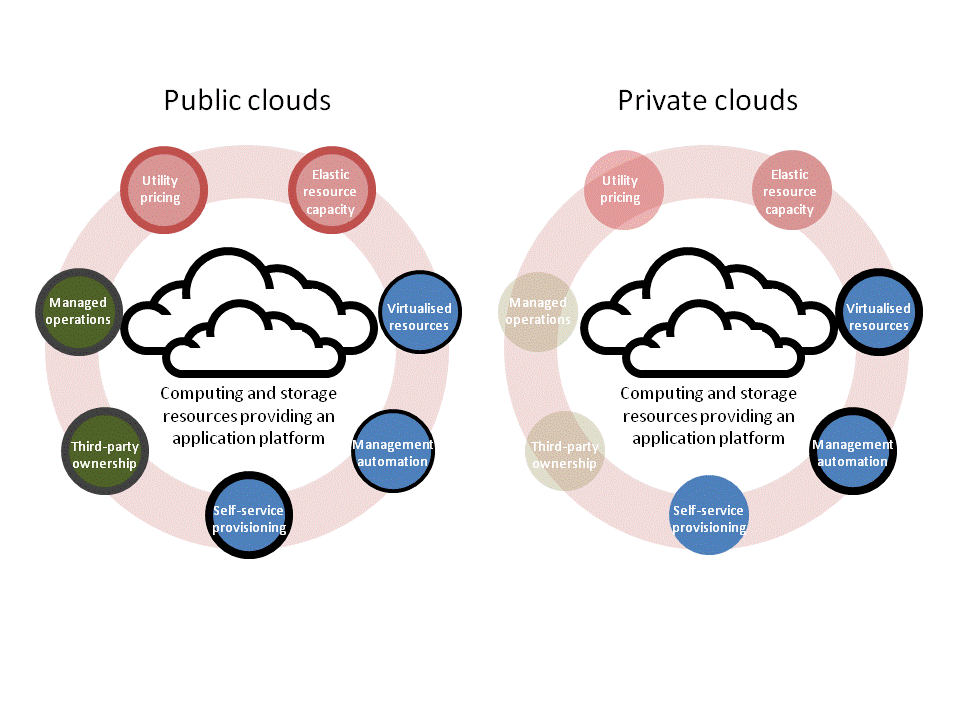 Public clouds
Utility
pricing
Elastic
resource
capacity
Managed
operations
Virtualised
resources
Computing and storage
resources providing an
application platform
Third-party
ownership
Management
automation
Self-service
provisioning
Private clouds
Utility
pricing
Elastic
resource
capacity
Managed
operations
Virtualised
resources
Computing and storage
resources providing an
application platform
Third-party
ownership
Management
automation
Self-service
provisioning